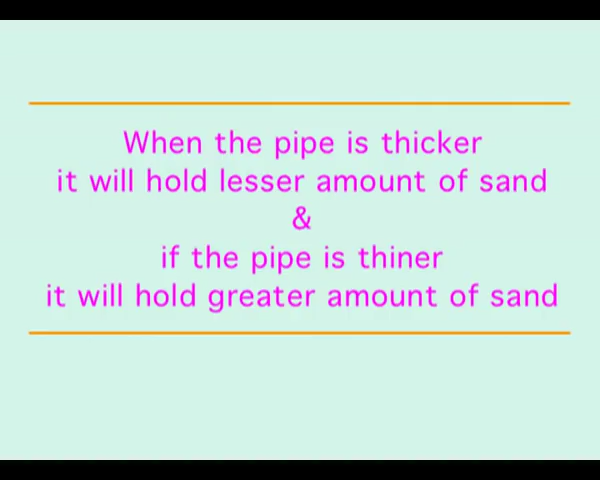 When the pipe is thicker
it will hold lesser amount of sand
&
if the pipe is thiner
it will hold greater amount of sand